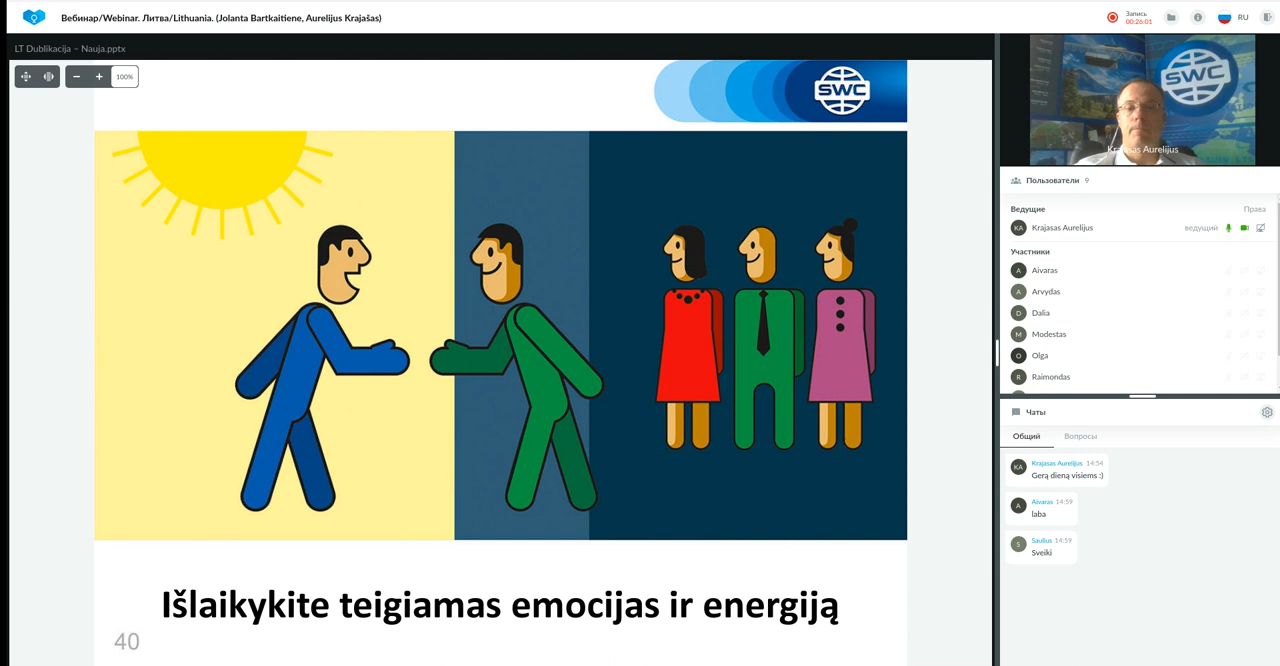 Вебинар/Webinar. Литва/Lithuania. (Jolanta Bartkaitiene, Aurelijus Krajašas)
Запись
00:26:01
RU
LT Dublikacija – Nauja.pptx
100%
SWC
Išlaikykite teigiamas emocijas ir energiją
40
SWC
Krajasas Aurelijus
Пользователи 9
Ведущие Права
KA Krajasas Aurelijus ведущий
Участники
A Aivaras
A Arvydas
D Dalia
M Modestas
O Olga
R Raimondas
Чаты
Общий Вопросы
KA Krajasas Aurelijus 14:54
Gerą dieną visiems :)
A Aivaras 14:59
laba
S Saulius 14:59
Sveiki